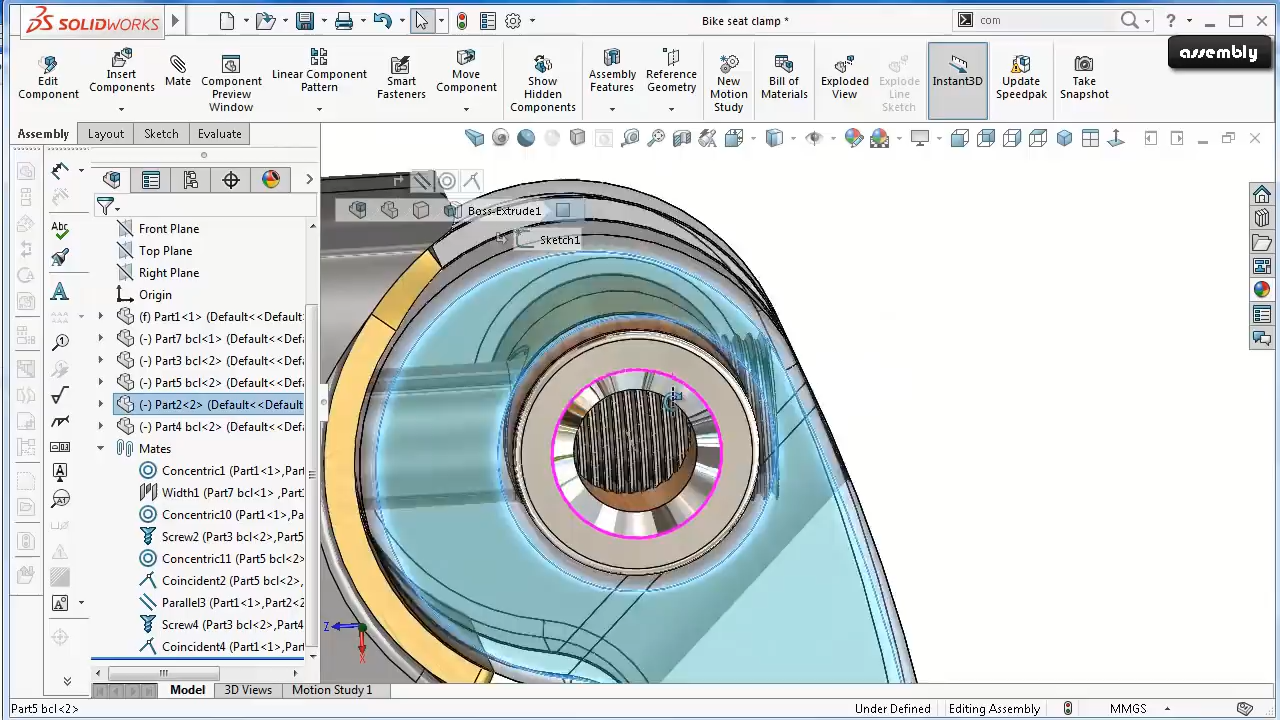 SOLIDWORKS
Bike seat clamp *
com
assembly
Edit Component
Insert Components
Mate
Component Preview Window
Linear Component Pattern
Smart Fasteners
Move Component
Show Hidden Components
Assembly Features
Reference Geometry
New Motion Study
Bill of Materials
Exploded View
Explode Line Sketch
Instant3D
Update Speedpak
Take Snapshot
Assembly
Layout
Sketch
Evaluate
Boss-Extrude1
Sketch1
Front Plane
Top Plane
Right Plane
Origin
(f) Part1<1> (Default<<Default
(-) Part7 bcl<1> (Default<<Def
(-) Part3 bcl<2> (Default<<Def
(-) Part5 bcl<2> (Default<<Def
(-) Part2<2> (Default<<Default
(-) Part4 bcl<2> (Default<<Def
Mates
Concentric1 (Part1<1>,Par
Width1 (Part7 bcl<1> ,Part
Concentric10 (Part1<1>,Pa
Screw2 (Part3 bcl<2>,Part5
Concentric11 (Part5 bcl<2>
Coincident2 (Part5 bcl<2>,
Parallel3 (Part1<1>,Part2<2
Screw4 (Part3 bcl<2>,Part4
Coincident4 (Part1<1>,Part
Z
X
Model
3D Views
Motion Study 1
Part5 bcl<2>
Under Defined
Editing Assembly
MMGS